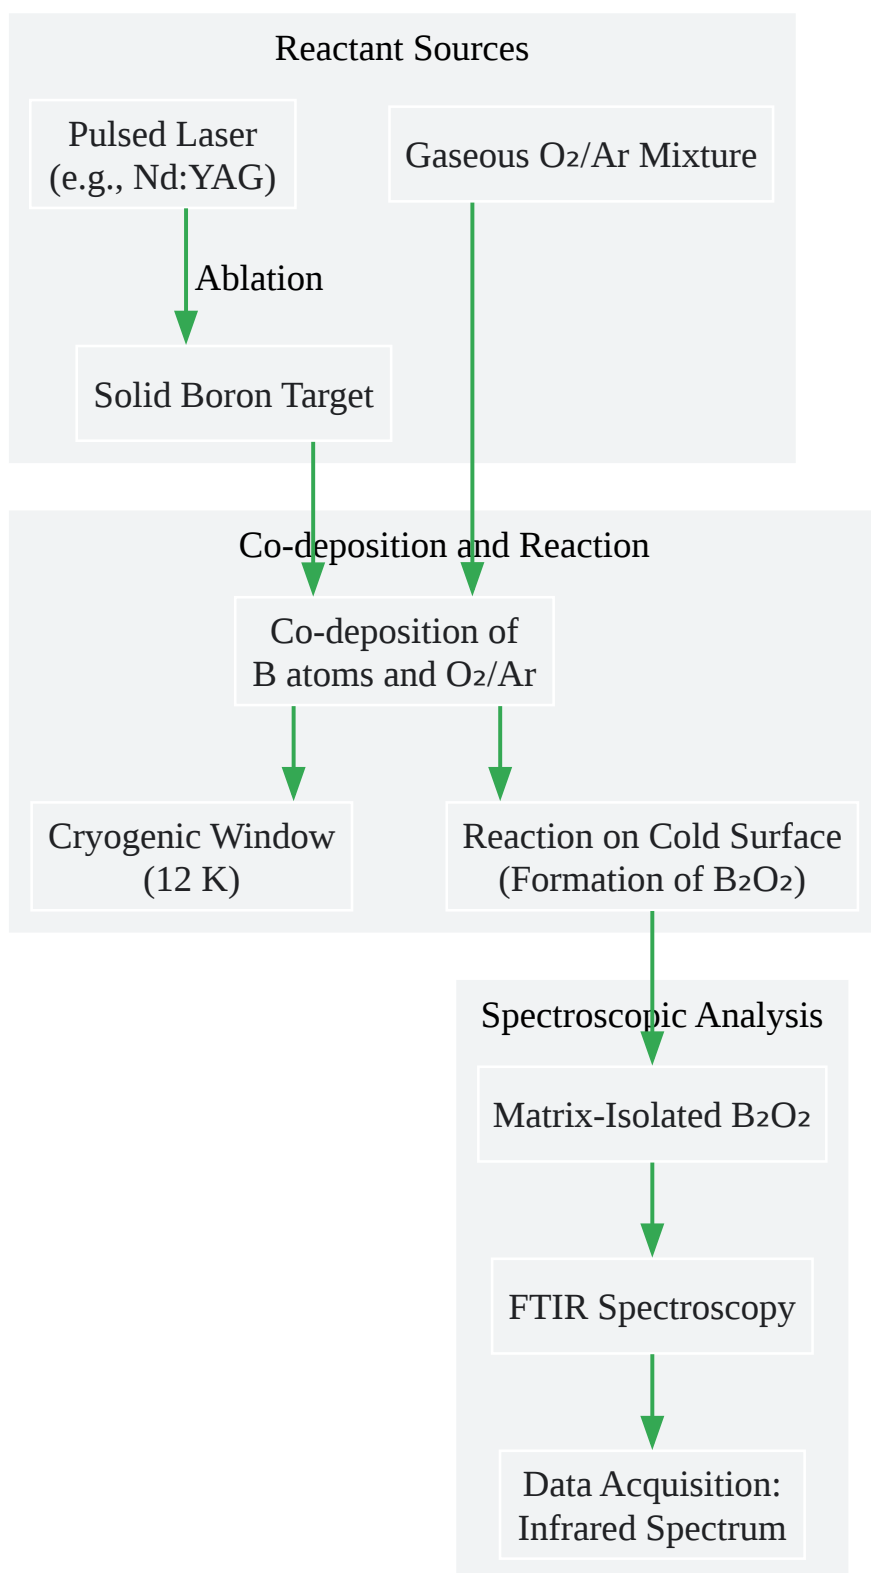 Reactant Sources
Pulsed Laser
(e.g., Nd:YAG)
Gaseous O₂/Ar Mixture
Ablation
Solid Boron Target
Co-deposition and Reaction
Co-deposition of
B atoms and O₂/Ar
Cryogenic Window
(12 K)
Reaction on Cold Surface
(Formation of B₂O₂)
Spectroscopic Analysis
Matrix-Isolated B₂O₂
FTIR Spectroscopy
Data Acquisition:
Infrared Spectrum